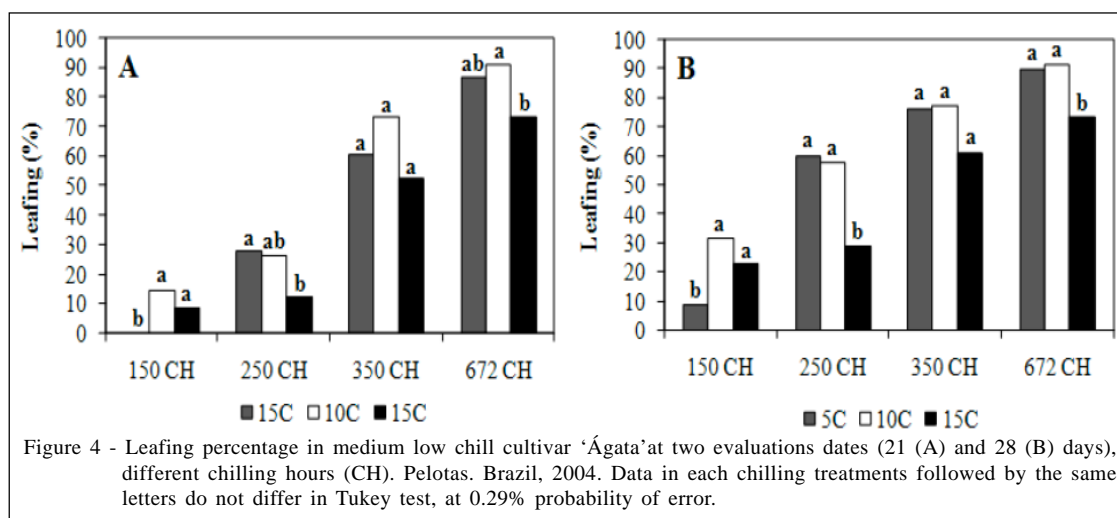 A
Leafing (%)
100
90
80
70
60
50
40
30
20
10
0
b a a
a ab b
a a a
ab a b
150 CH 250 CH 350 CH 672 CH
15C 10C 15C
B
Leafing (%)
100
90
80
70
60
50
40
30
20
10
0
b a a
a a b
a a a
a a b
150 CH 250 CH 350 CH 672 CH
5C 10C 15C
Figure 4 - Leafing percentage in medium low chill cultivar ‘Ágata’at two evaluations dates (21 (A) and 28 (B) days),
different chilling hours (CH). Pelotas. Brazil, 2004. Data in each chilling treatments followed by the same
letters do not differ in Tukey test, at 0.29% probability of error.